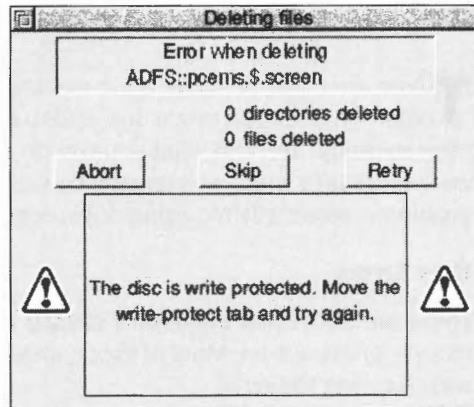 Deleting files
Error when deleting
ADFS::pcems.$.screen
0 directories deleted
0 files deleted
Abort Skip Retry
The disc is write protected. Move the
write-protect tab and try again.